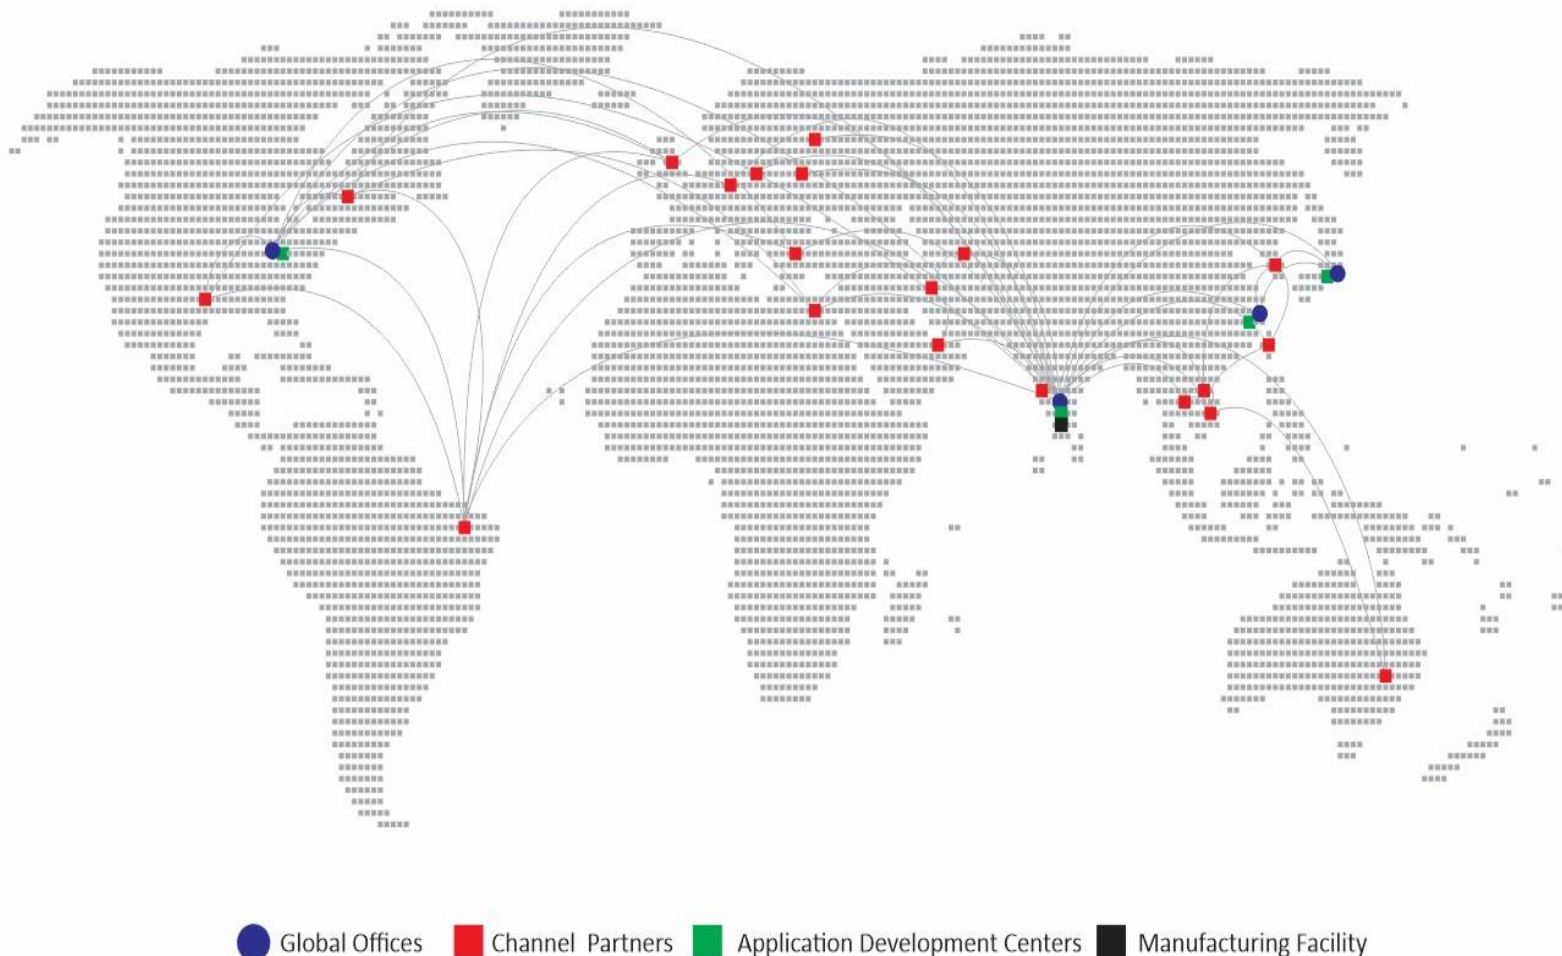 Global Offices
Channel Partners
Application Development Centers
Manufacturing Facility